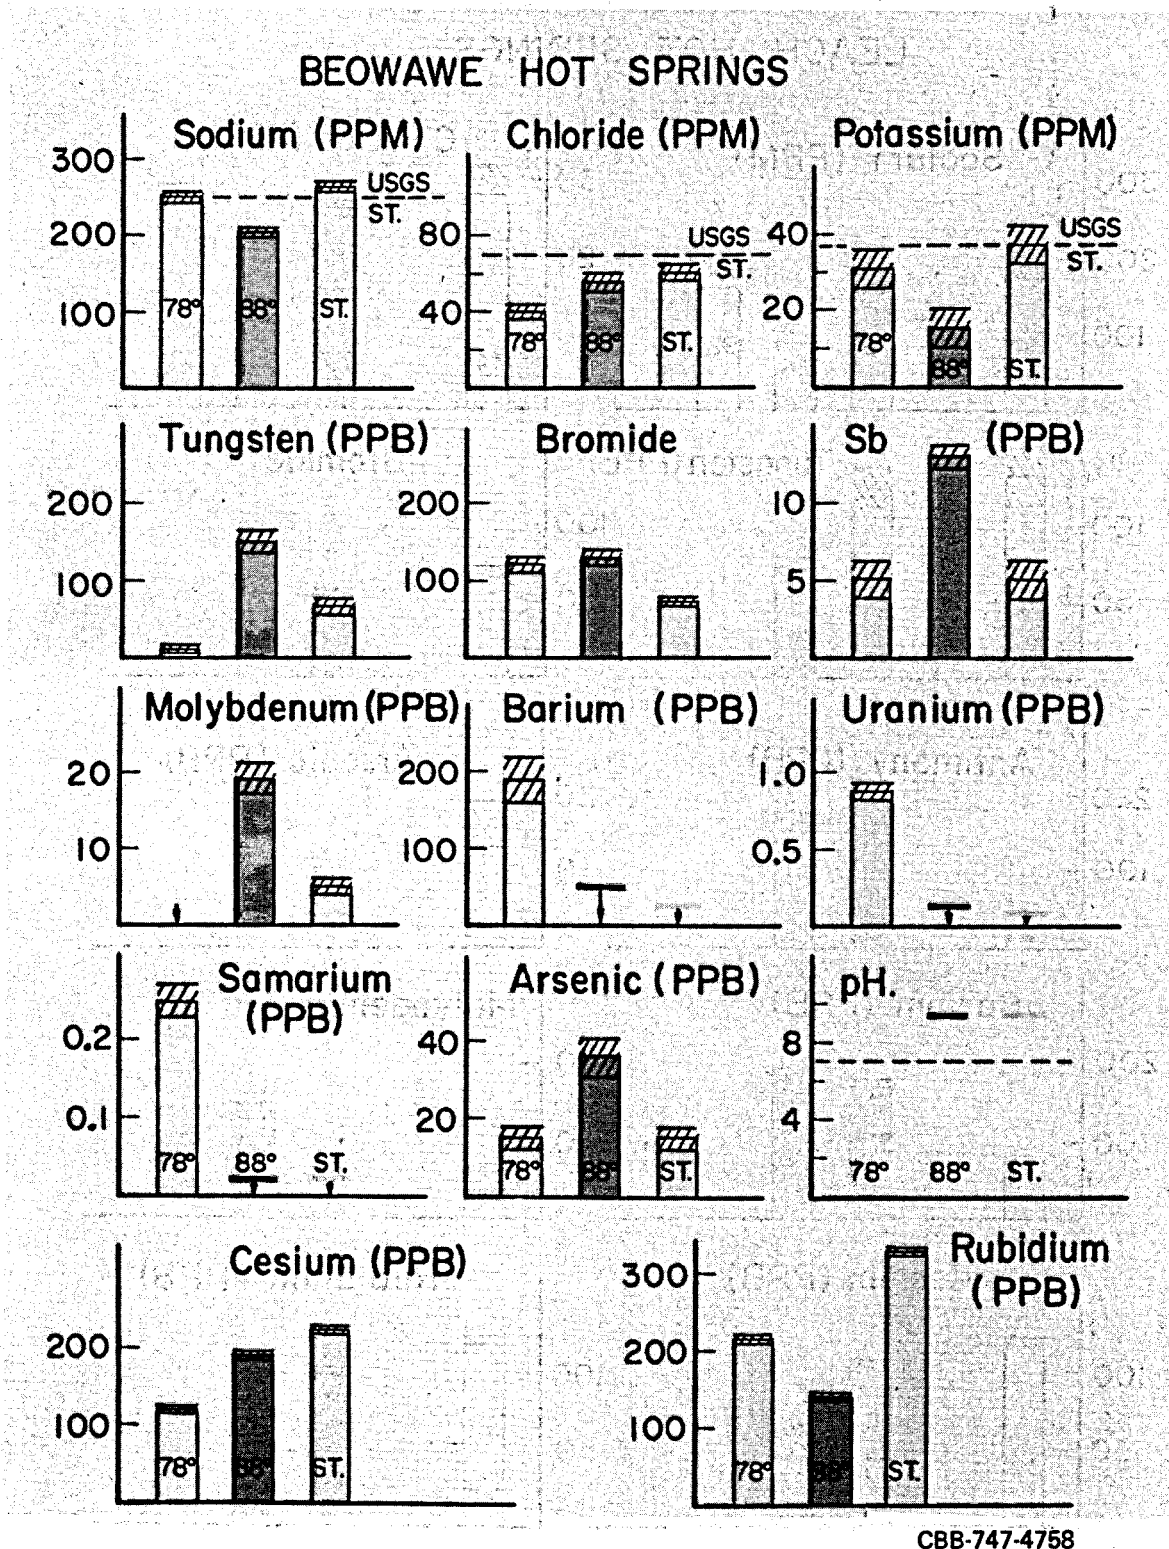 BEOWAWE HOT SPRINGS
Sodium (PPM)
300
200
100
USGS
ST.
78°
88°
ST.
Chloride (PPM)
80
40
USGS
ST.
78°
88°
ST.
Potassium (PPM)
40
20
USGS
ST.
78°
88°
ST.
Tungsten (PPB)
200
100
Bromide
200
100
Sb (PPB)
10
5
Molybdenum (PPB)
20
10
Barium (PPB)
200
100
Uranium (PPB)
1.0
0.5
Samarium
(PPB)
0.2
0.1
78° 88° ST.
Arsenic (PPB)
40
20
78° 88° ST.
pH.
8
4
78° 88° ST.
Cesium (PPB)
200
100
78° 88° ST.
Rubidium
(PPB)
300
200
100
78° 88° ST.
CBB-747-4758